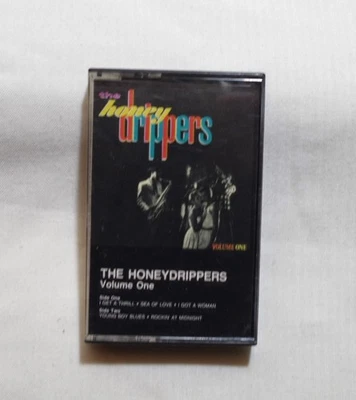 the
honey
drippers
VOLUME ONE
THE HONEYDRIPPERS
Volume One
Side One
I GET A THRILL • SEA OF LOVE • I GOT A WOMAN
Side Two
YOUNG BOY BLUES • ROCKIN' AT MIDNIGHT